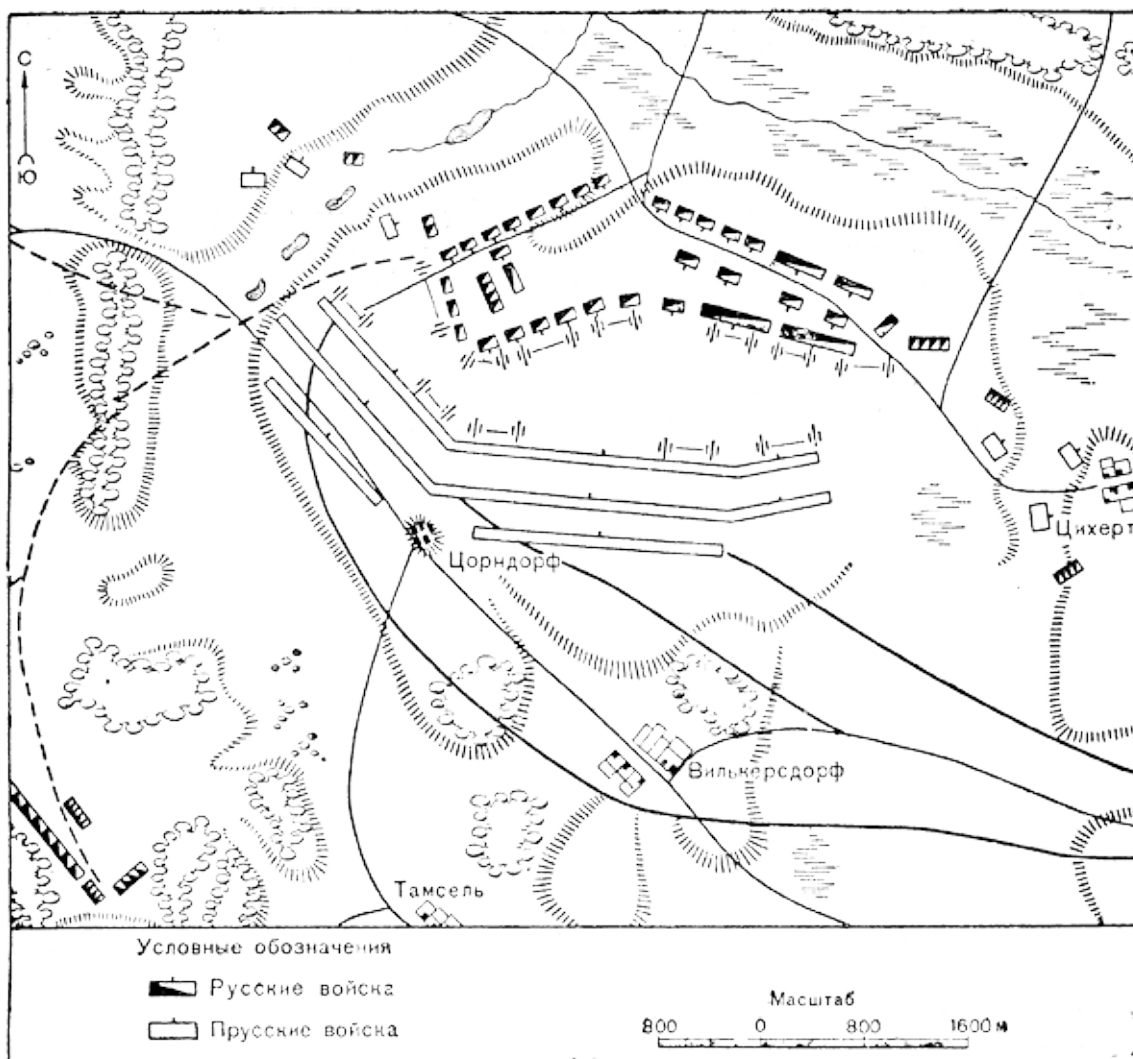 С
Ю
Цихерт
Цорндорф
Вилькерсдорф
Тамсель
Условные обозначения
Русские войска
Прусские войска
Масштаб
800 0 800 1600 м